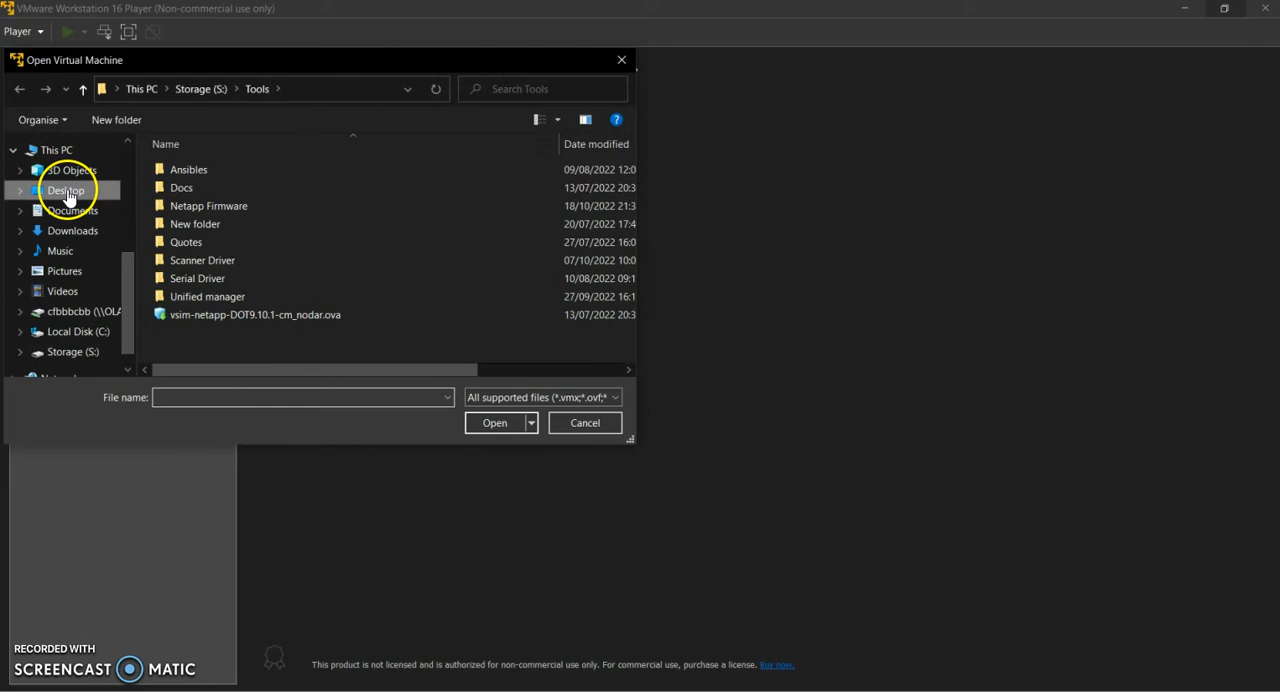 VMware Workstation 16 Player (Non-commercial use only)
Player
Open Virtual Machine
This PC > Storage (S:) > Tools >
Search Tools
Organise
New folder
Name
Date modified
This PC
3D Objects
Desktop
Documents
Downloads
Music
Pictures
Videos
cfbbbcbb (\\OLA
Local Disk (C:)
Storage (S:)
Ansibles 09/08/2022 12:0
Docs 13/07/2022 20:3
Netapp Firmware 18/10/2022 21:3
New folder 20/07/2022 17:4
Quotes 27/07/2022 16:0
Scanner Driver 07/10/2022 10:0
Serial Driver 10/08/2022 09:1
Unified manager 27/09/2022 16:1
vsim-netapp-DOT9.10.1-cm_nodar.ova 13/07/2022 20:3
File name:
All supported files (*.vmx;*.ovf;*
Open
Cancel
RECORDED WITH
SCREENCAST MATIC
This product is not licensed and is authorized for non-commercial use only. For commercial use, purchase a license. Buy now.